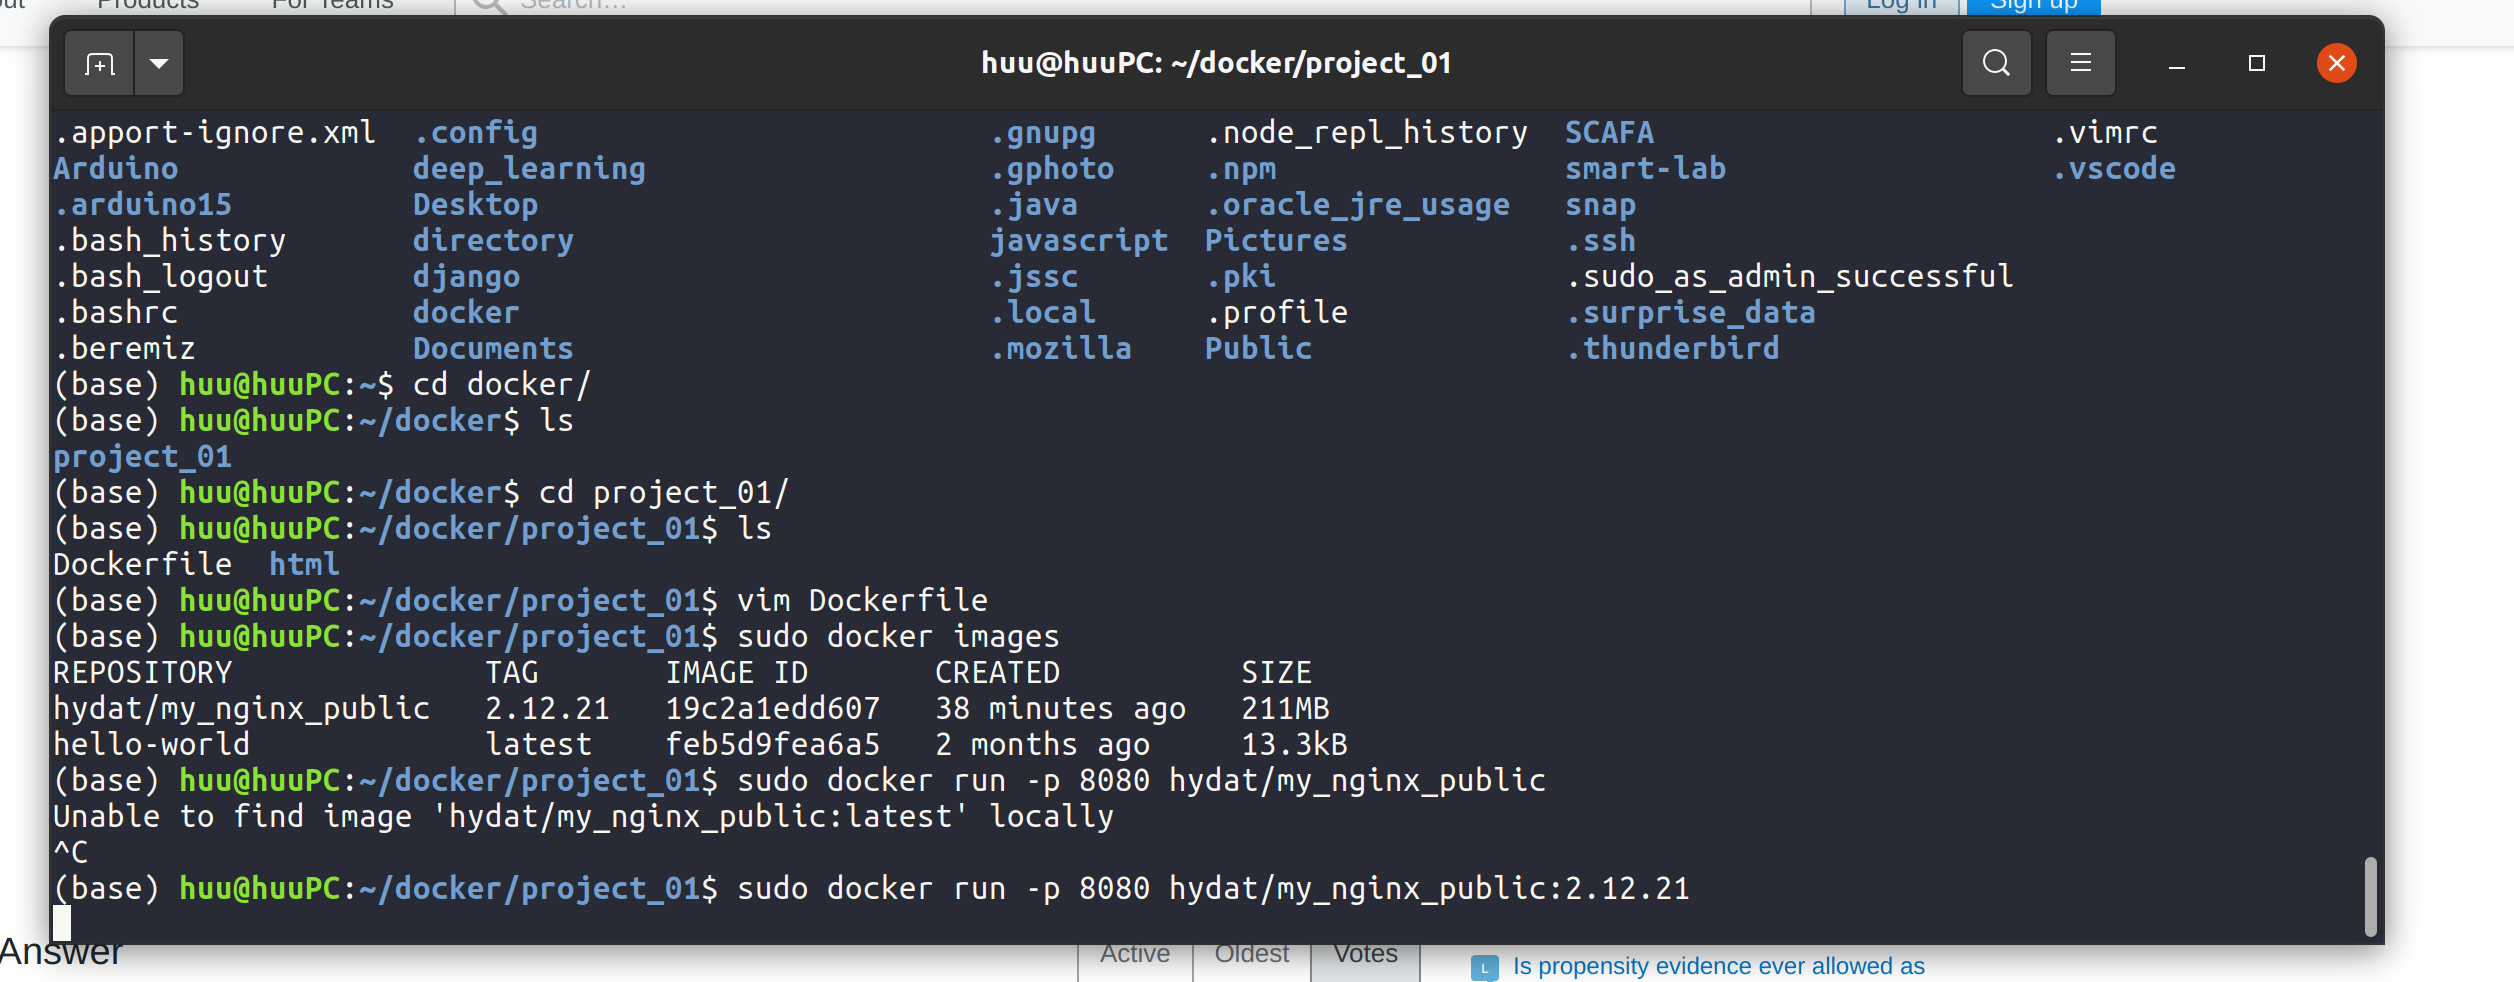 Products For Teams Search... Log in Sign up
huu@huuPC: ~/docker/project_01
.apport-ignore.xml .config .gnupg .node_repl_history SCAFA .vimrc
Arduino deep_learning .gphoto .npm smart-lab .vscode
.arduino15 Desktop .java .oracle_jre_usage snap
.bash_history directory javascript Pictures .ssh
.bash_logout django .jssc .pki .sudo_as_admin_successful
.bashrc docker .local .profile .surprise_data
.beremiz Documents .mozilla Public .thunderbird
(base) huu@huuPC:~$ cd docker/
(base) huu@huuPC:~/docker$ ls
project_01
(base) huu@huuPC:~/docker$ cd project_01/
(base) huu@huuPC:~/docker/project_01$ ls
Dockerfile html
(base) huu@huuPC:~/docker/project_01$ vim Dockerfile
(base) huu@huuPC:~/docker/project_01$ sudo docker images
REPOSITORY TAG IMAGE ID CREATED SIZE
hydat/my_nginx_public 2.12.21 19c2a1edd607 38 minutes ago 211MB
hello-world latest feb5d9fea6a5 2 months ago 13.3kB
(base) huu@huuPC:~/docker/project_01$ sudo docker run -p 8080 hydat/my_nginx_public
Unable to find image 'hydat/my_nginx_public:latest' locally
^C
(base) huu@huuPC:~/docker/project_01$ sudo docker run -p 8080 hydat/my_nginx_public:2.12.21
Answer Active Oldest Votes L Is propensity evidence ever allowed as